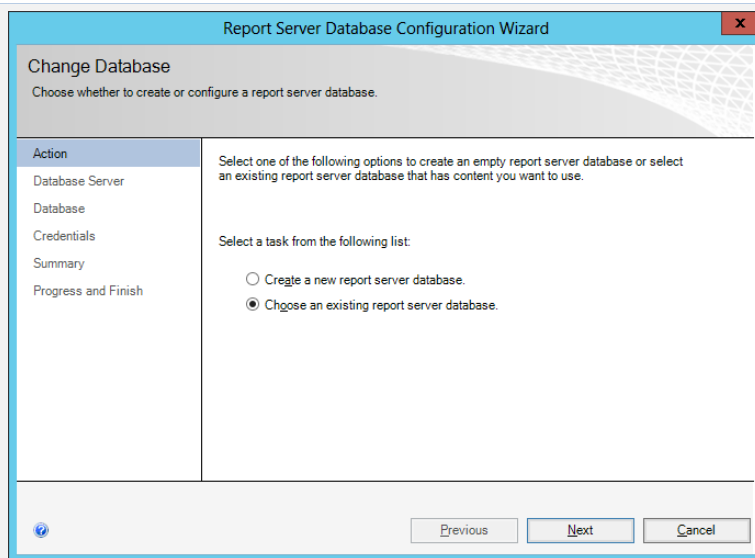 Report Server Database Configuration Wizard
x
Change Database
Choose whether to create or configure a report server database.
Action
Database Server
Database
Credentials
Summary
Progress and Finish
Select one of the following options to create an empty report server database or select
an existing report server database that has content you want to use.
Select a task from the following list:
Create a new report server database.
Choose an existing report server database.
?
Previous
Next
Cancel